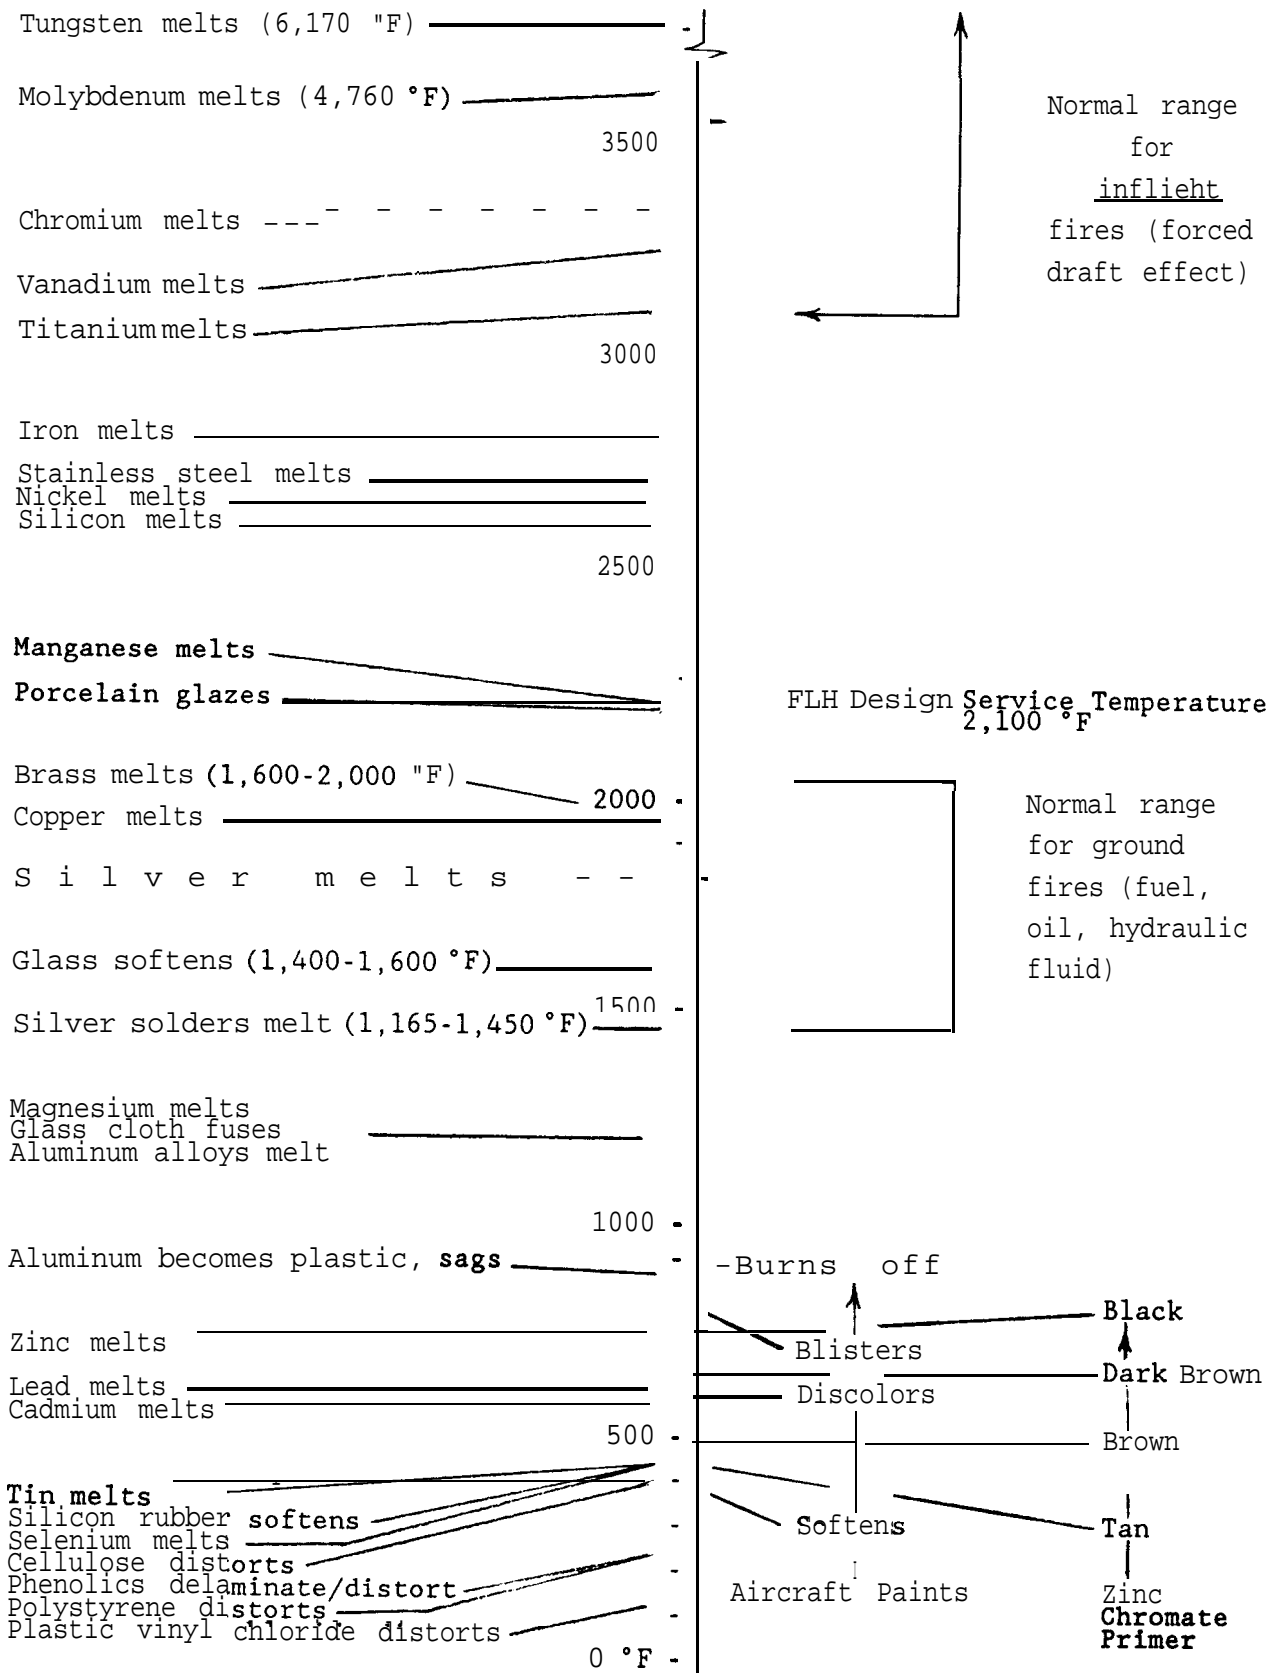 Tungsten melts (6,170 "F)
Molybdenum melts (4,760 °F)
3500
Chromium melts
Vanadium melts
Titanium melts
3000
Iron melts
Stainless steel melts
Nickel melts
Silicon melts
2500
Manganese melts
Porcelain glazes
Brass melts (1,600-2,000 "F)
2000
Copper melts
Silver melts
Glass softens (1,400-1,600 °F)
1500
Silver solders melt (1,165-1,450 °F)
Magnesium melts
Glass cloth fuses
Aluminum alloys melt
1000
Aluminum becomes plastic, sags
Zinc melts
Lead melts
Cadmium melts
500
Tin melts
Silicon rubber softens
Selenium melts
Cellulose distorts
Phenolics delaminate/distort
Polystyrene distorts
Plastic vinyl chloride distorts
0 °F
Normal range
for
inflieht
fires (forced
draft effect)
FLH Design Service Temperature
2,100 °F
Normal range
for ground
fires (fuel,
oil, hydraulic
fluid)
-Burns off
Blisters
Discolors
Softens
Aircraft Paints
Black
Dark Brown
Brown
Tan
Zinc
Chromate
Primer